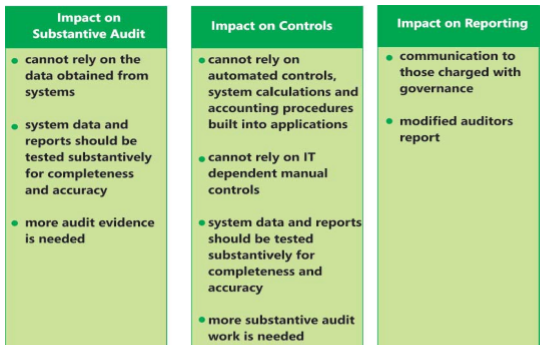 Impact on
Substantive Audit
• cannot rely on the
data obtained from
systems
• system data and
reports should be
tested substantively
for completeness
and accuracy
• more audit evidence
is needed
Impact on Controls
• cannot rely on
automated controls,
system calculations and
accounting procedures
built into applications
• cannot rely on IT
dependent manual
controls
• system data and reports
should be tested
substantively for
completeness and
accuracy
• more substantive audit
work is needed
Impact on Reporting
• communication to
those charged with
governance
• modified auditors
report